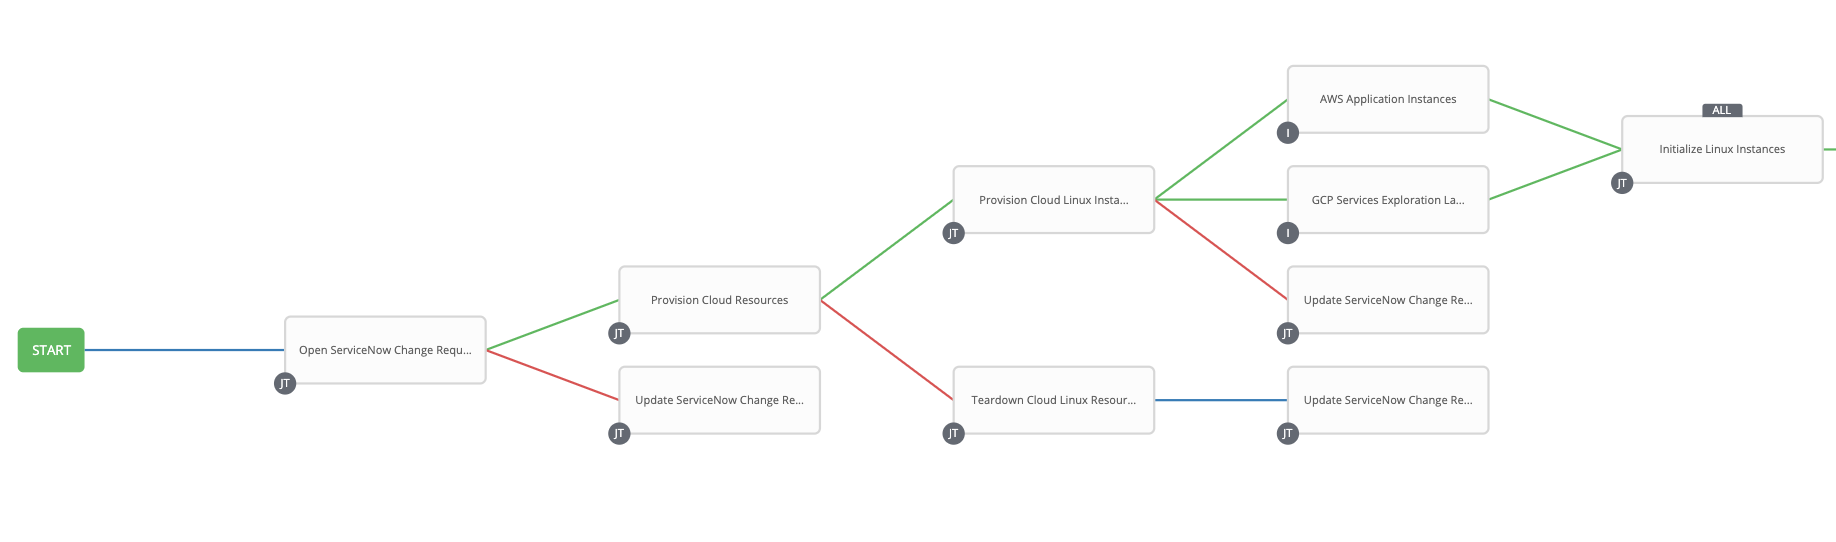 AWS Application Instances
I
ALL
Initialize Linux Instances
JT
Provision Cloud Linux Insta...
JT
GCP Services Exploration La...
I
Provision Cloud Resources
JT
Update ServiceNow Change Re...
JT
START
Open ServiceNow Change Requ...
JT
Update ServiceNow Change Re...
JT
Teardown Cloud Linux Resour...
JT
Update ServiceNow Change Re...
JT